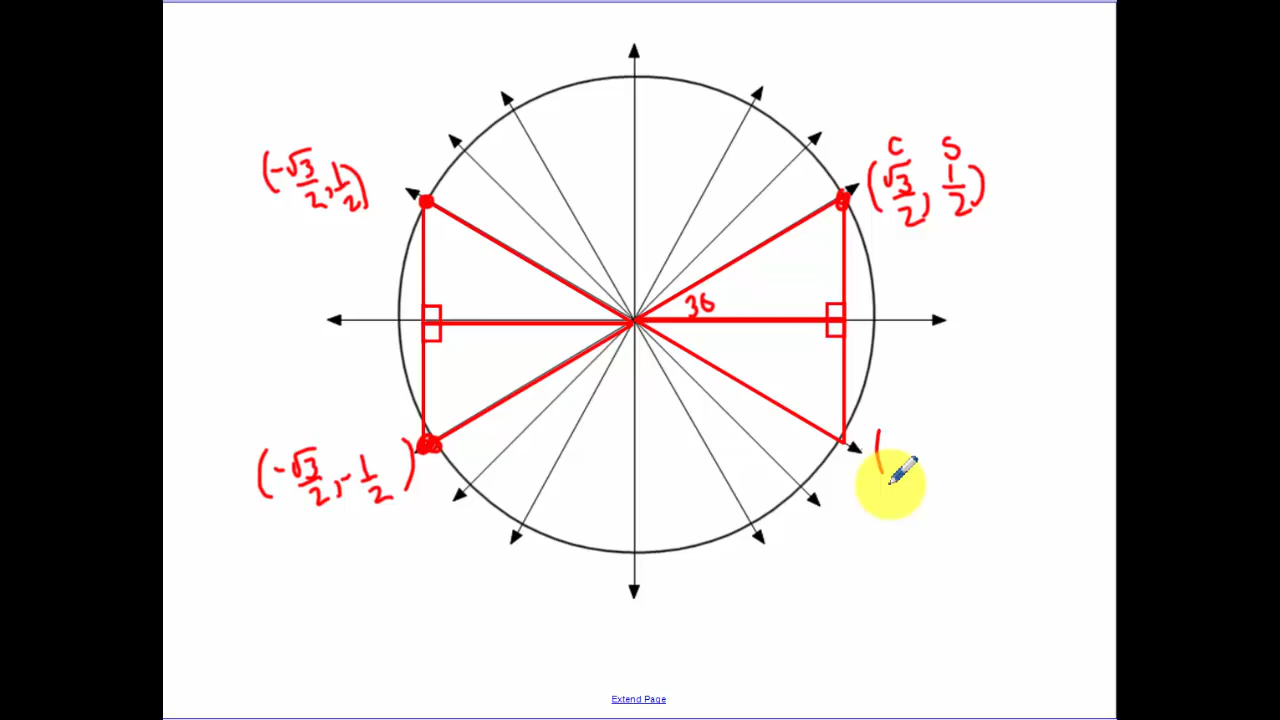 C S
(-√3/2, 1/2)
(√3/2, 1/2)
30
(-√3/2, -1/2)
(
Extend Page